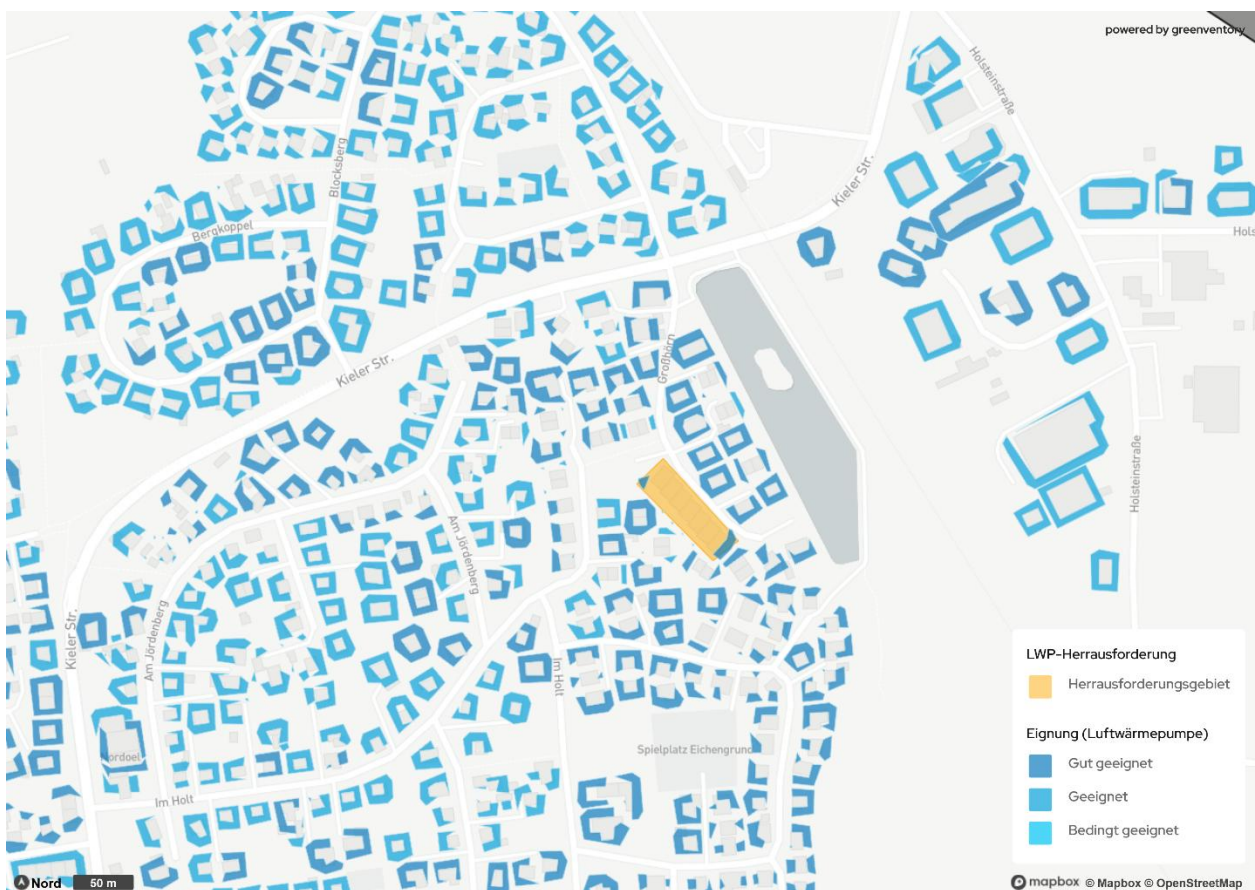 powered by greenventory
Holsteinstraße
Kieler Str.
Blocksberg
Bergkoppel
Hols
Großbörn
Kieler Str.
Am Jördenberg
Holsteinstraße
Am Jördenberg
Kieler Str.
Im Holt
Nordoel
Spielplatz Eichengrund
Im Holt
LWP-Herrausforderung
Herrausforderungsgebiet
Eignung (Luftwärmepumpe)
Gut geeignet
Geeignet
Bedingt geeignet
Nord 50 m
mapbox © Mapbox © OpenStreetMap